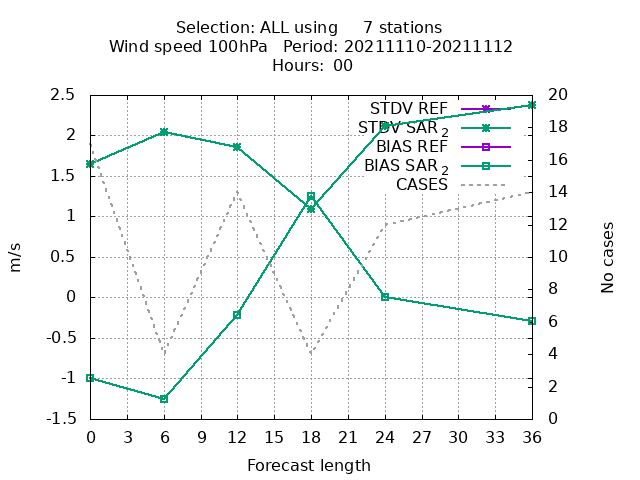 Selection: ALL using 7 stations
Wind speed 100hPa Period: 20211110-20211112
Hours: 00
STDV REF
STDV SAR 2
BIAS REF
BIAS SAR 2
CASES
2.5
2
1.5
1
0.5
0
-0.5
-1
-1.5
20
18
16
14
12
10
8
6
4
2
0
m/s
No cases
0 3 6 9 12 15 18 21 24 27 30 33 36
Forecast length